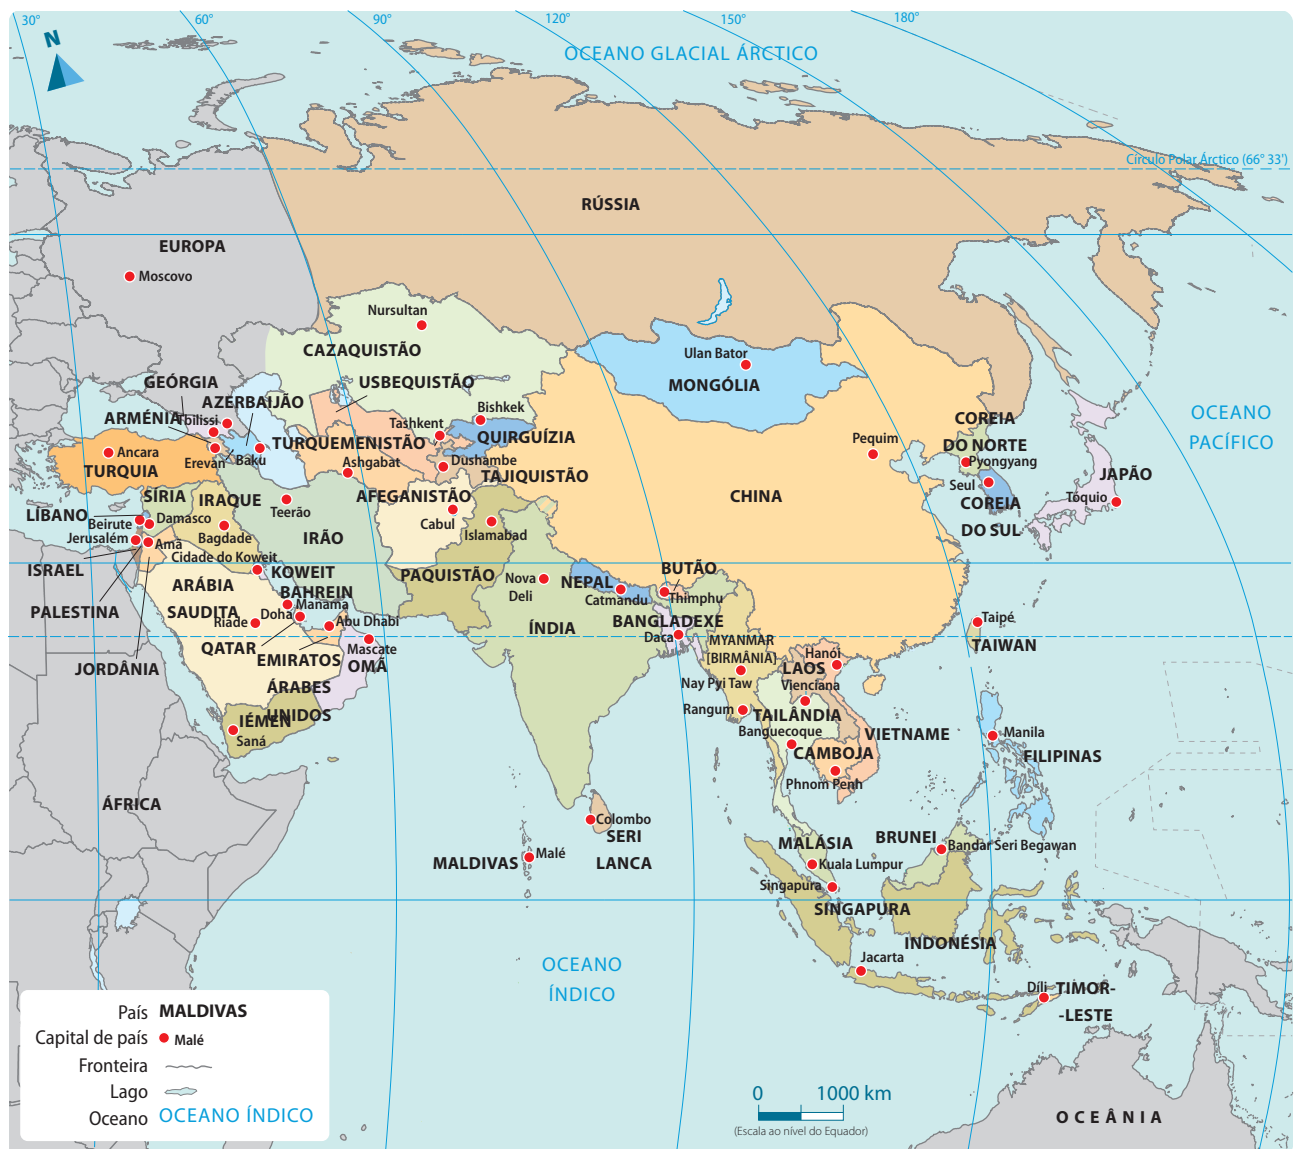 30°
60°
90°
120°
150°
180°
N
OCEANO GLACIAL ÁRCTICO
Círculo Polar Árctico (66° 33')
RÚSSIA
EUROPA
Moscovo
Nursultan
CAZAQUISTÃO
Ulan Bator
MONGÓLIA
GEÓRGIA
USBEQUISTÃO
AZERBAIJÃO
ARMÉNIA
Tbilissi
Bishkek
Tashkent
QUIRGUÍZIA
OCEANO
PACÍFICO
COREIA
DO NORTE
Pyongyang
Pequim
Ancara
TURQUIA
Erevan
Baku
TURQUEMENISTÃO
Ashgabat
Dushambe
TAJIQUISTÃO
JAPÃO
Tóquio
Seul
COREIA
DO SUL
CHINA
SÍRIA
IRAQUE
Teerão
AFEGANISTÃO
Cabul
Islamabad
LÍBANO
Beirute
Damasco
Bagdade
Jerusalém
Amã
IRÃO
Cidade do Koweit
ISRAEL
KOWEIT
ARÁBIA
SAUDITA
Riade
BAHREIN
Manama
Doha
PAQUISTÃO
Nova
Deli
NEPAL
Catmandu
BUTÃO
Thimphu
PALESTINA
Abu Dhabi
ÍNDIA
BANGLADEXE
Daca
Taipé
TAIWAN
QATAR
Mascate
OMÃ
EMIRATOS
ÁRABES
UNIDOS
JORDÂNIA
MYANMAR
[BIRMÂNIA]
Nay Pyi Taw
Hanói
LAOS
Vienciana
IÉMEN
Saná
Rangum
TAILÂNDIA
Banguecoque
VIETNAME
CAMBOJA
Phnom Penh
Manila
FILIPINAS
ÁFRICA
Colombo
SERI
LANCA
MALDIVAS
Malé
MALÁSIA
Kuala Lumpur
BRUNEI
Bandar Seri Begawan
Singapura
SINGAPURA
INDONÉSIA
Jacarta
OCEANO
ÍNDICO
Díli
TIMOR-
-LESTE
OCEÂNIA
País MALDIVAS
Capital de país Malé
Fronteira
Lago
Oceano OCEANO ÍNDICO
0 1000 km
(Escala ao nível do Equador)